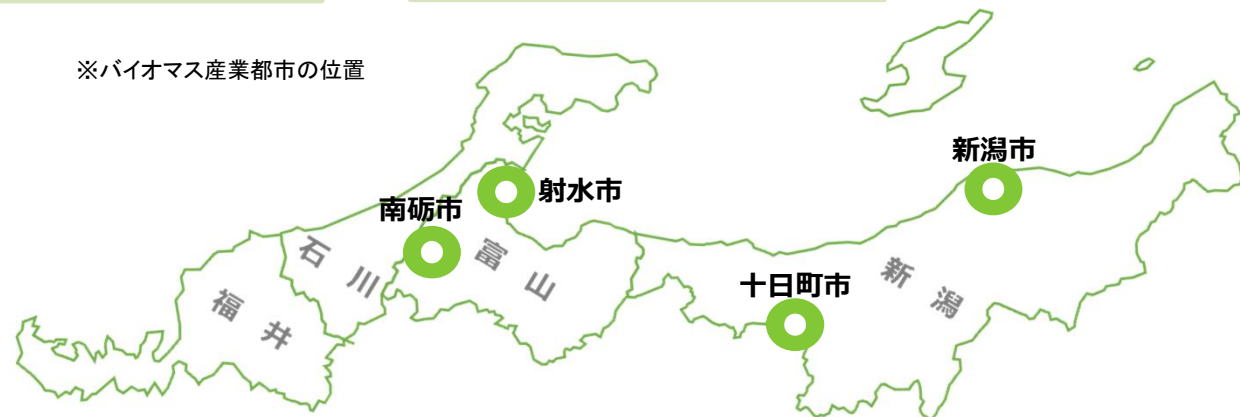 ※バイオマス産業都市の位置
新潟市
射水市
南砺市
富山
石川
新潟
十日町市
福井